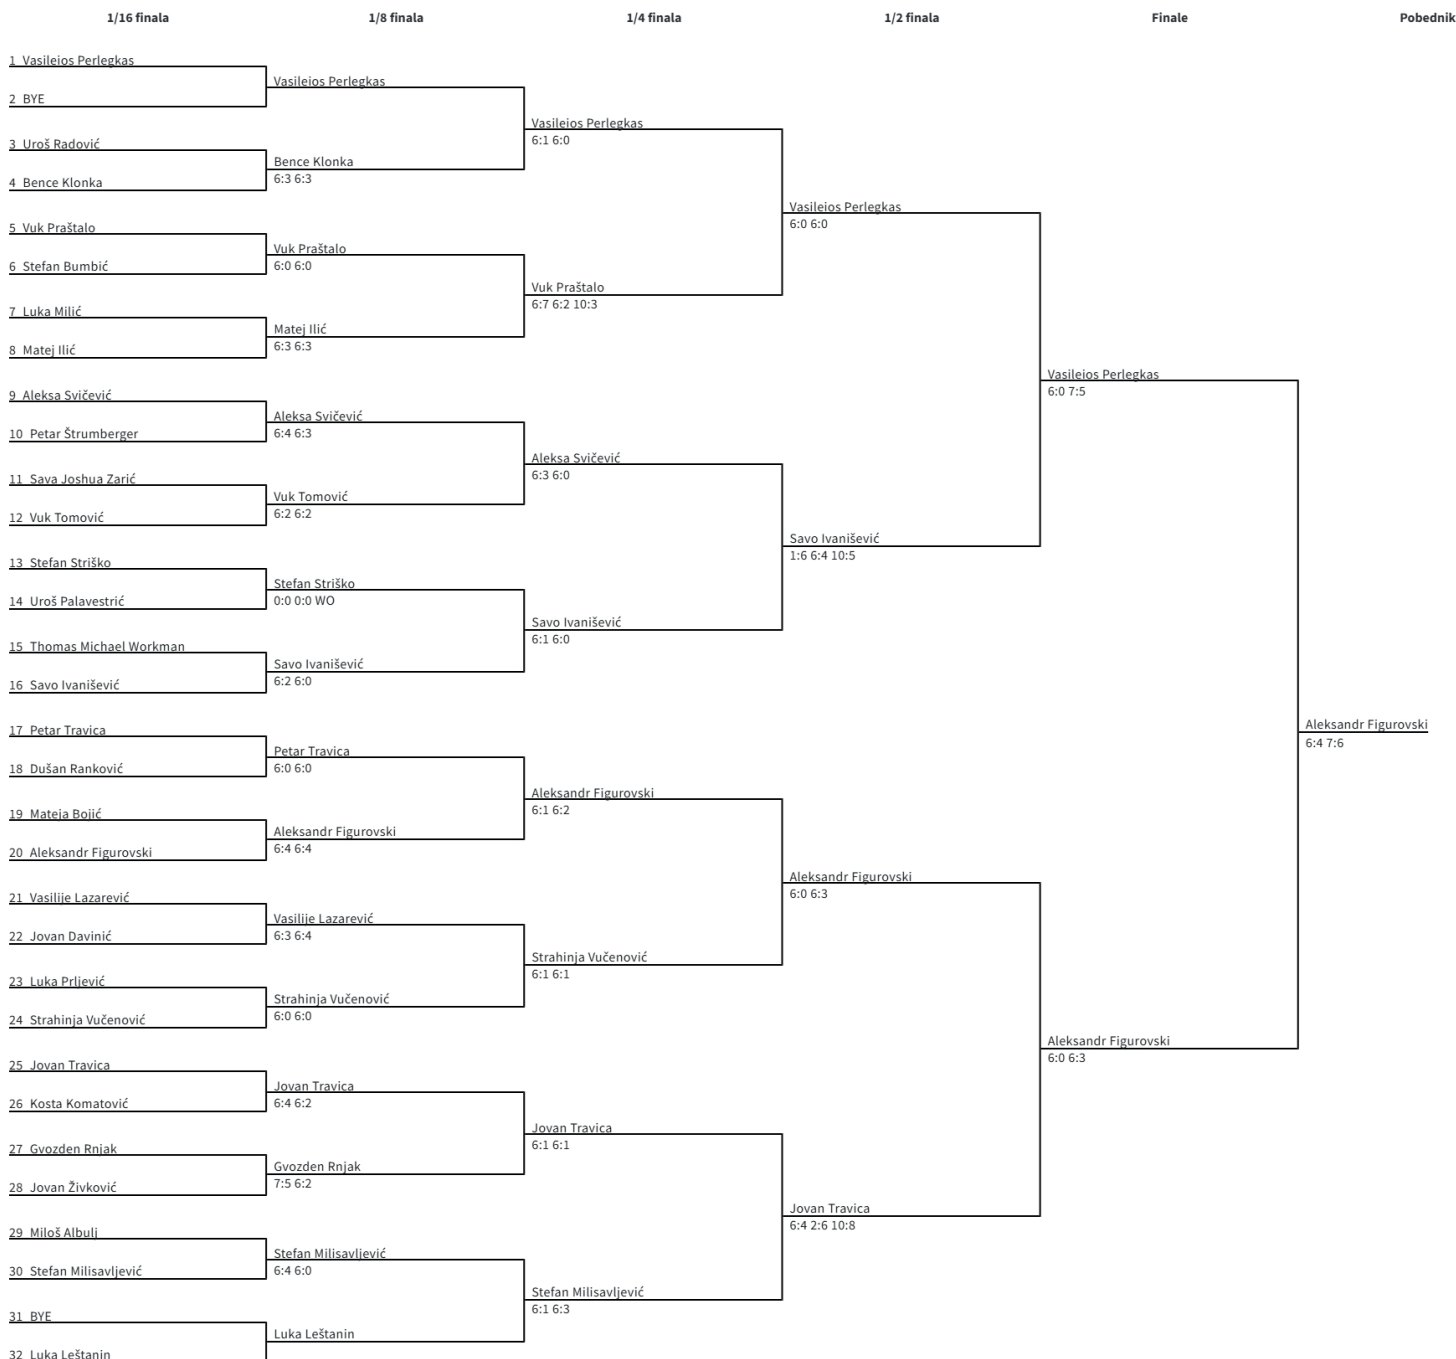 1/16 finala 1/8 finala 1/4 finala 1/2 finala Finale Pobednik
1 Vasileios Perlegkas
2 BYE
3 Uroš Radović
4 Bence Klonka
5 Vuk Praštalo
6 Stefan Bumbić
7 Luka Milić
8 Matej Ilić
9 Aleksa Svičević
10 Petar Štrumberger
11 Sava Joshua Zarić
12 Vuk Tomović
13 Stefan Striško
14 Uroš Palavestrić
15 Thomas Michael Workman
16 Savo Ivanišević
17 Petar Travica
18 Dušan Ranković
19 Mateja Bojić
20 Aleksandr Figurovski
21 Vasilije Lazarević
22 Jovan Davinić
23 Luka Prljević
24 Strahinja Vučenović
25 Jovan Travica
26 Kosta Komatović
27 Gvozden Rnjak
28 Jovan Živković
29 Miloš Albulj
30 Stefan Milisavljević
31 BYE
32 Luka Leštanin
Vasileios Perlegkas
Bence Klonka
6:3 6:3
Vuk Praštalo
6:0 6:0
Matej Ilić
6:3 6:3
Aleksa Svičević
6:4 6:3
Vuk Tomović
6:2 6:2
Stefan Striško
0:0 0:0 WO
Savo Ivanišević
6:2 6:0
Petar Travica
6:0 6:0
Aleksandr Figurovski
6:4 6:4
Vasilije Lazarević
6:3 6:4
Strahinja Vučenović
6:0 6:0
Jovan Travica
6:4 6:2
Gvozden Rnjak
7:5 6:2
Stefan Milisavljević
6:4 6:0
Luka Leštanin
Vasileios Perlegkas
6:1 6:0
Vuk Praštalo
6:7 6:2 10:3
Aleksa Svičević
6:3 6:0
Savo Ivanišević
6:1 6:0
Aleksandr Figurovski
6:1 6:2
Strahinja Vučenović
6:1 6:1
Jovan Travica
6:1 6:1
Stefan Milisavljević
6:1 6:3
Vasileios Perlegkas
6:0 6:0
Savo Ivanišević
1:6 6:4 10:5
Aleksandr Figurovski
6:0 6:3
Jovan Travica
6:4 2:6 10:8
Vasileios Perlegkas
6:0 7:5
Aleksandr Figurovski
6:0 6:3
Aleksandr Figurovski
6:4 7:6